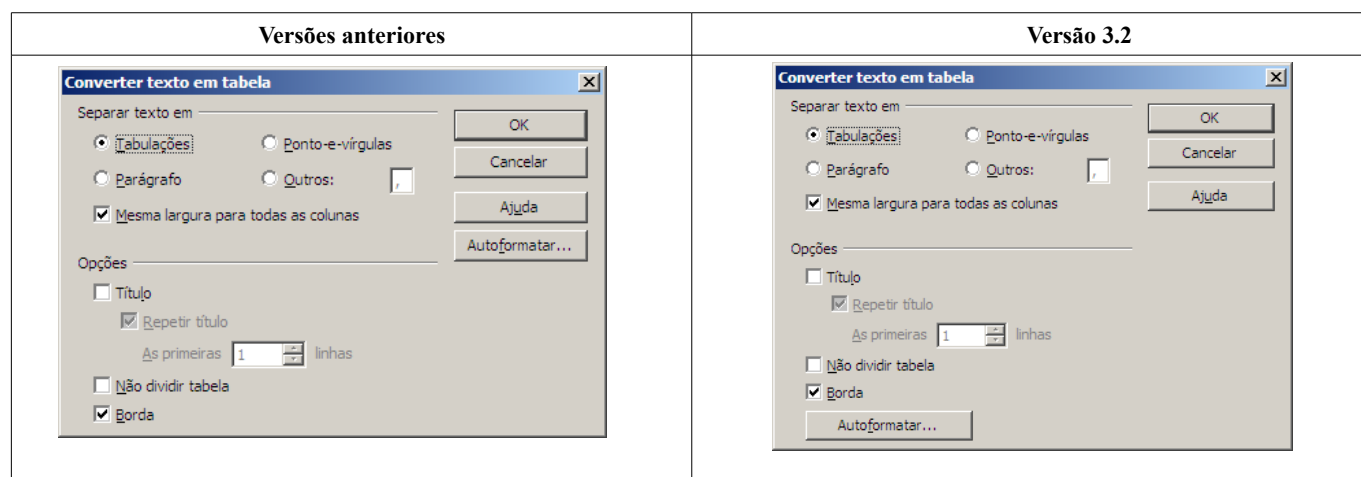 Versões anteriores
Versão 3.2
Converter texto em tabela
Separar texto em
Tabulações
Ponto-e-vírgulas
Parágrafo
Outros:
,
Mesma largura para todas as colunas
OK
Cancelar
Ajuda
Autoformatar...
Opções
Título
Repetir título
As primeiras 1 linhas
Não dividir tabela
Borda
Converter texto em tabela
Separar texto em
Tabulações
Ponto-e-vírgulas
Parágrafo
Outros:
,
Mesma largura para todas as colunas
OK
Cancelar
Ajuda
Opções
Título
Repetir título
As primeiras 1 linhas
Não dividir tabela
Borda
Autoformatar...